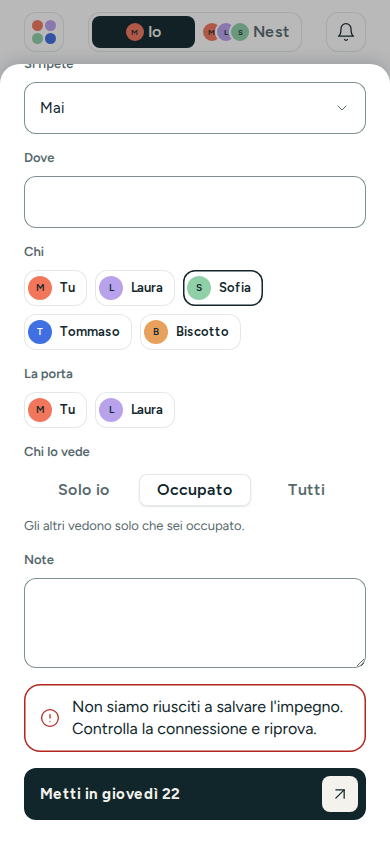 M Io M L S Nest
Si ripete
Mai
Dove
Chi
M Tu L Laura S Sofia
T Tommaso B Biscotto
La porta
M Tu L Laura
Chi lo vede
Solo io Occupato Tutti
Gli altri vedono solo che sei occupato.
Note
Non siamo riusciti a salvare l'impegno.
Controlla la connessione e riprova.
Metti in giovedì 22